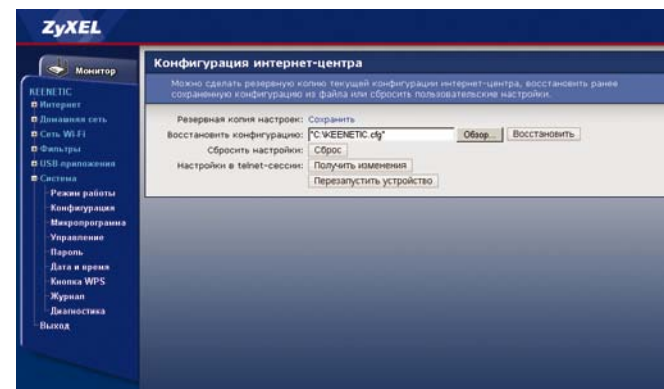 ZyXEL
Монитор
KEENETIC
Интернет
Домашняя сеть
Сеть Wi-Fi
Фильтры
USB приложения
Система
Режим работы
Конфигурация
Микропрограмма
Управление
Пароль
Дата и время
Кнопка WPS
Журнал
Диагностика
Выход
Конфигурация интернет-центра
Можно сделать резервную копию текущей конфигурации интернет-центра, восстановить ранее
сохраненную конфигурацию из файла или сбросить пользовательские настройки.
Резервная копия настроек: Сохранить
Восстановить конфигурацию: "C:\KEENETIC.cfg" Обзор... Восстановить
Сбросить настройки: Сброс
Настройки в telnet-сессии: Получить изменения
Перезапустить устройство